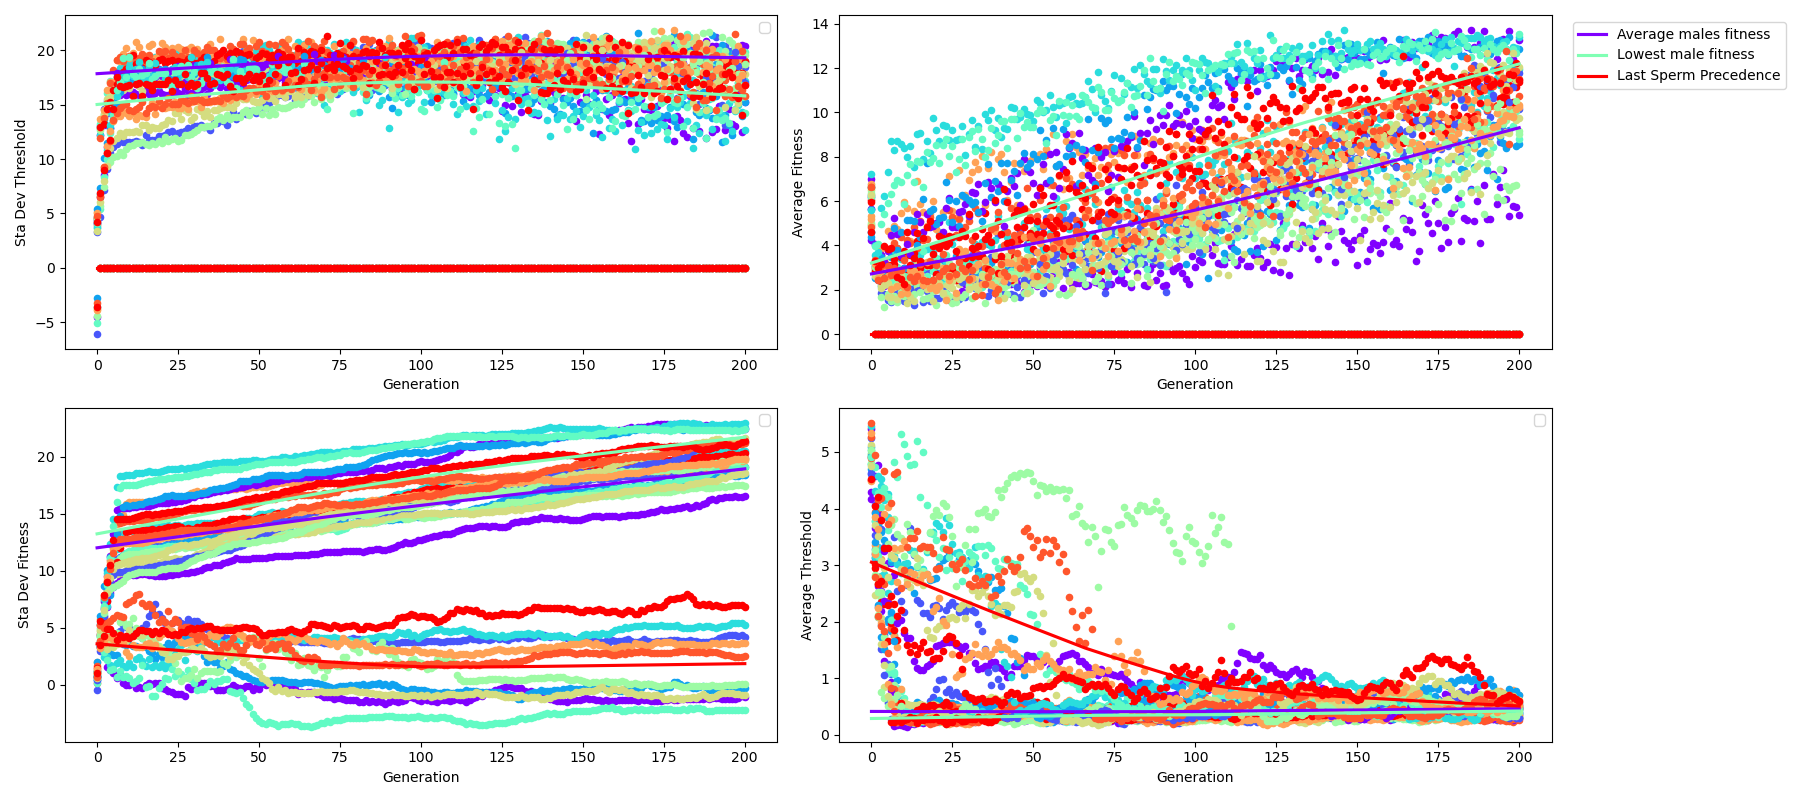 Sta Dev Threshold
20
15
10
5
0
−5
0 25 50 75 100 125 150 175 200
Generation
Average Fitness
14
12
10
8
6
4
2
0
0 25 50 75 100 125 150 175 200
Generation
Average males fitness
Lowest male fitness
Last Sperm Precedence
Sta Dev Fitness
20
15
10
5
0
0 25 50 75 100 125 150 175 200
Generation
Average Threshold
5
4
3
2
1
0
0 25 50 75 100 125 150 175 200
Generation